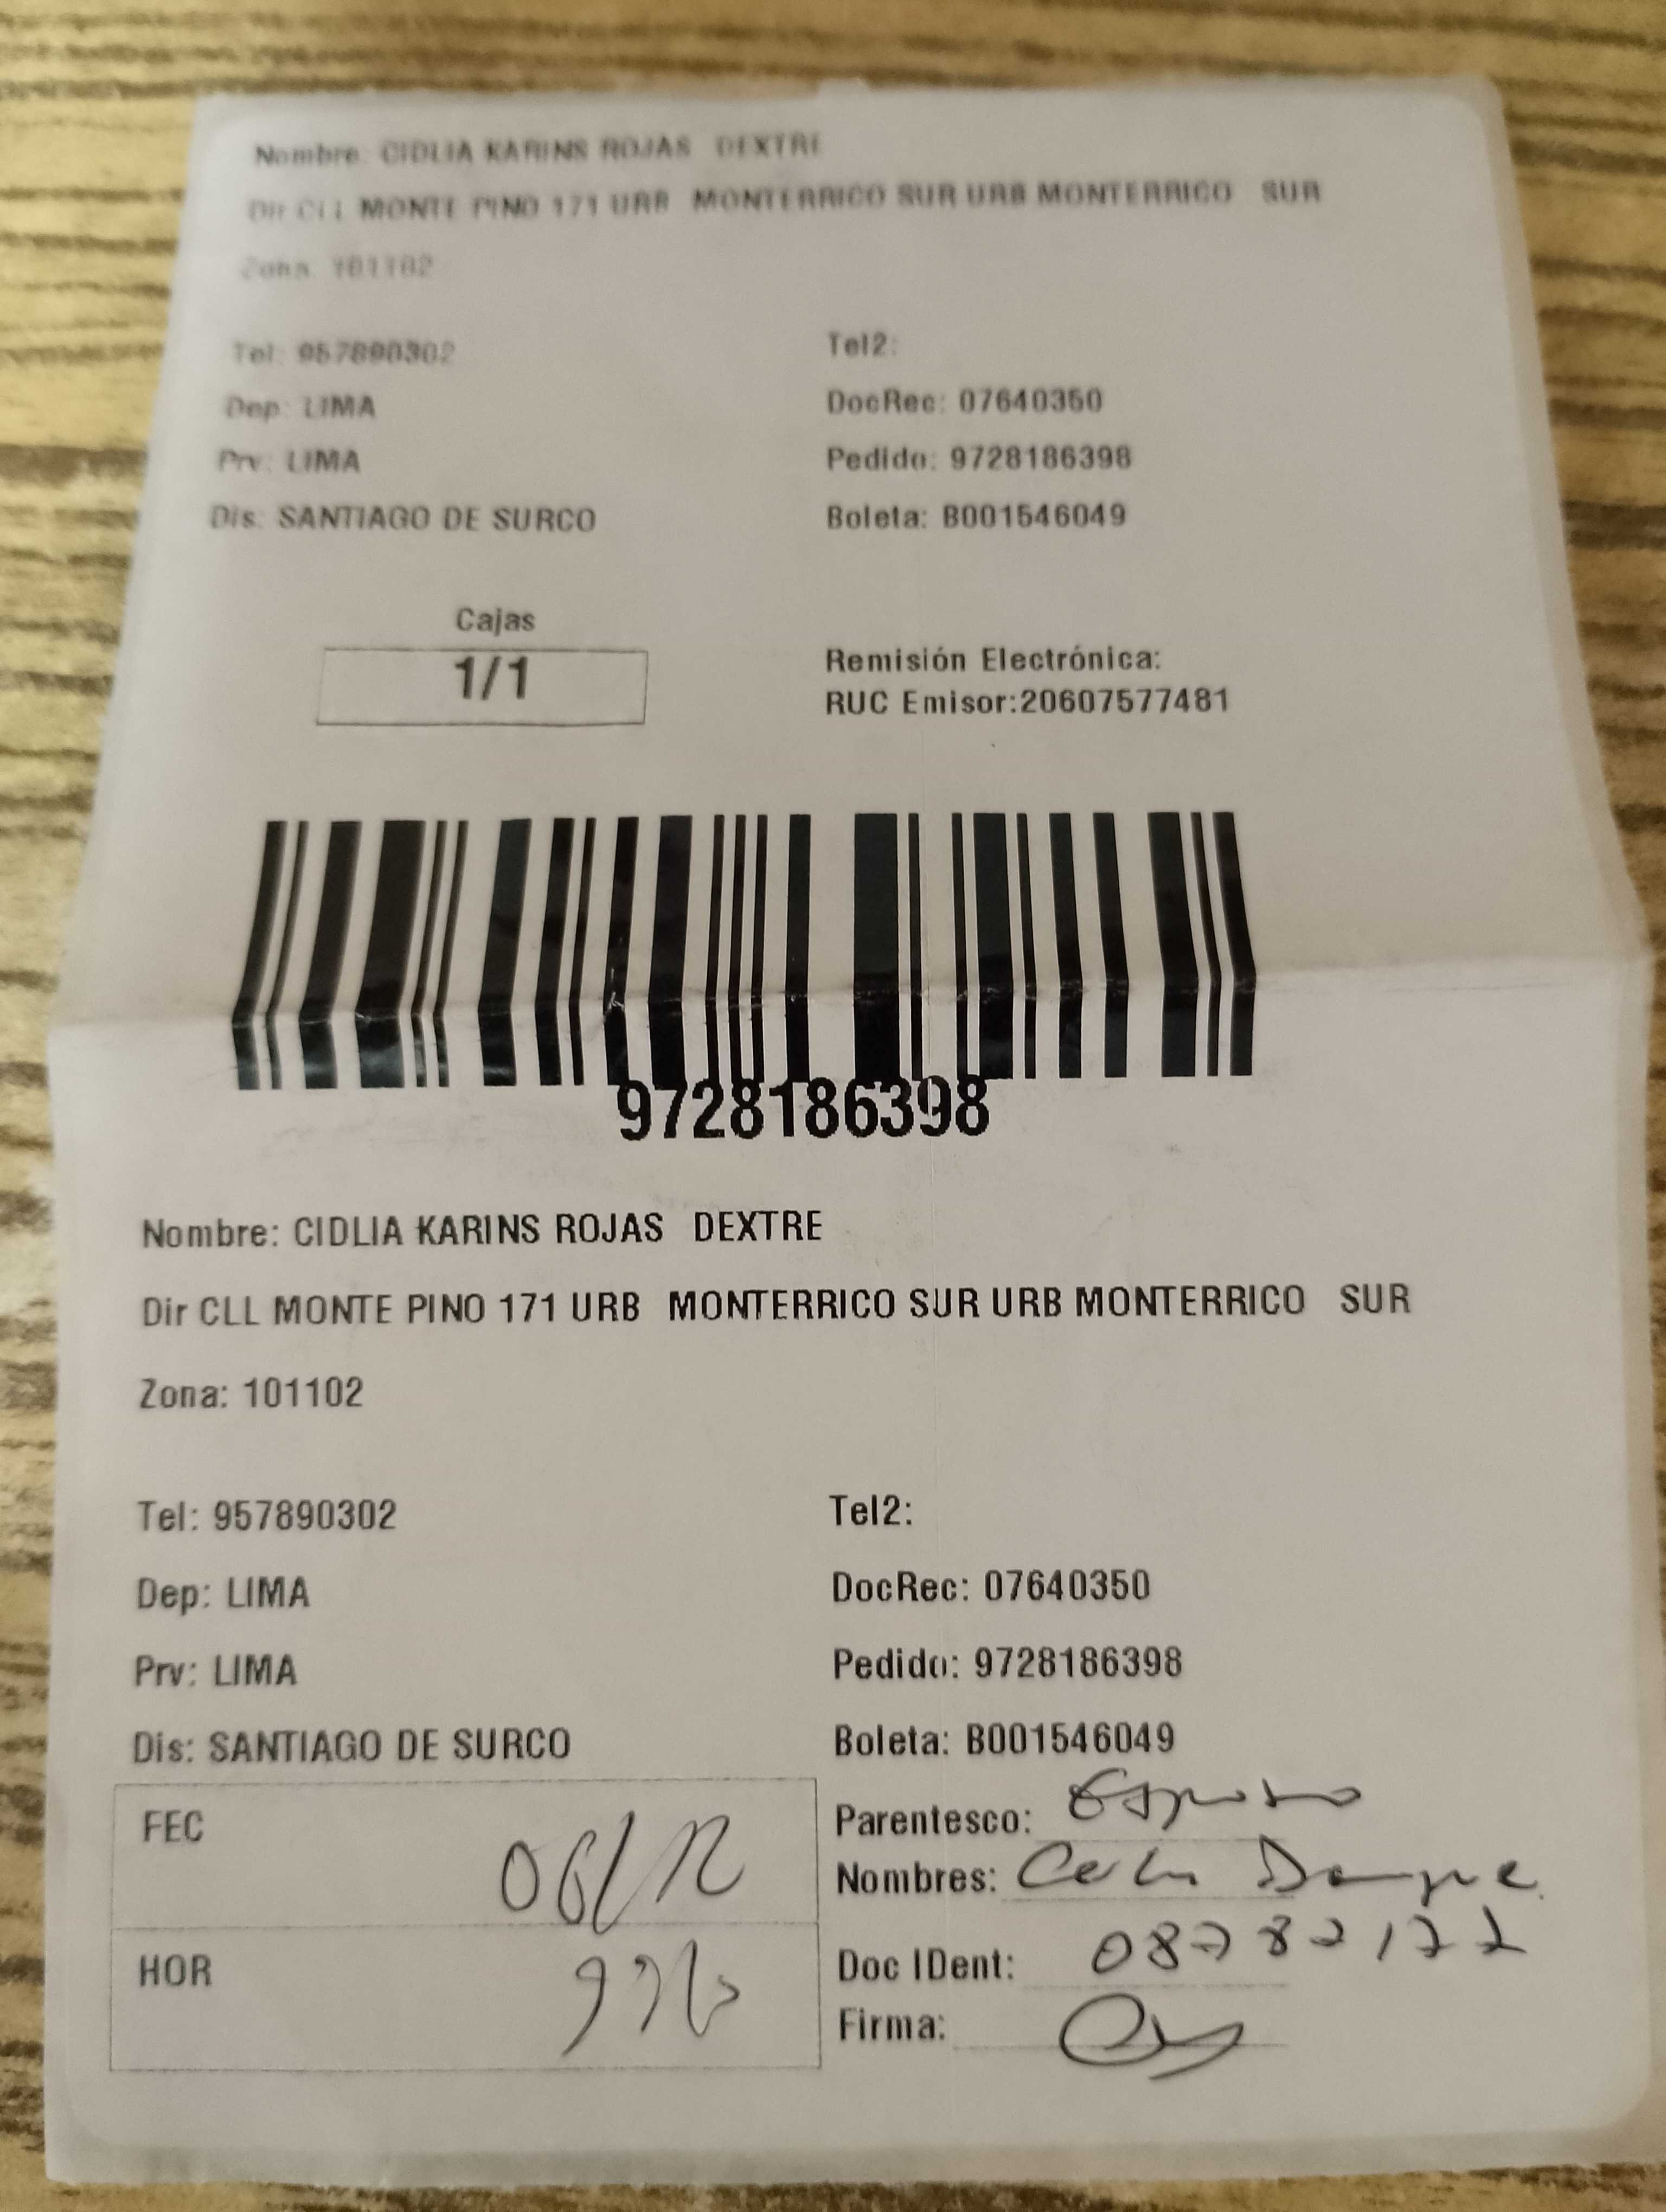 Nombre: CIDLIA KARINS ROJAS DEXTRE
Dir CLL MONTE PINO 171 URB MONTERRICO SUR URB MONTERRICO SUR
Zona: 101102
Tel: 957890302 Tel2:
Dep: LIMA DocRec: 07640350
Prv: LIMA Pedido: 9728186398
Dis: SANTIAGO DE SURCO Boleta: B001546049
Cajas
1/1
Remisión Electrónica:
RUC Emisor:20607577481
9728186398
Nombre: CIDLIA KARINS ROJAS DEXTRE
Dir CLL MONTE PINO 171 URB MONTERRICO SUR URB MONTERRICO SUR
Zona: 101102
Tel: 957890302 Tel2:
Dep: LIMA DocRec: 07640350
Prv: LIMA Pedido: 9728186398
Dis: SANTIAGO DE SURCO Boleta: B001546049
FEC 06/12
HOR
Parentesco: Esposo
Nombres:
Doc IDent: 08782172
Firma: